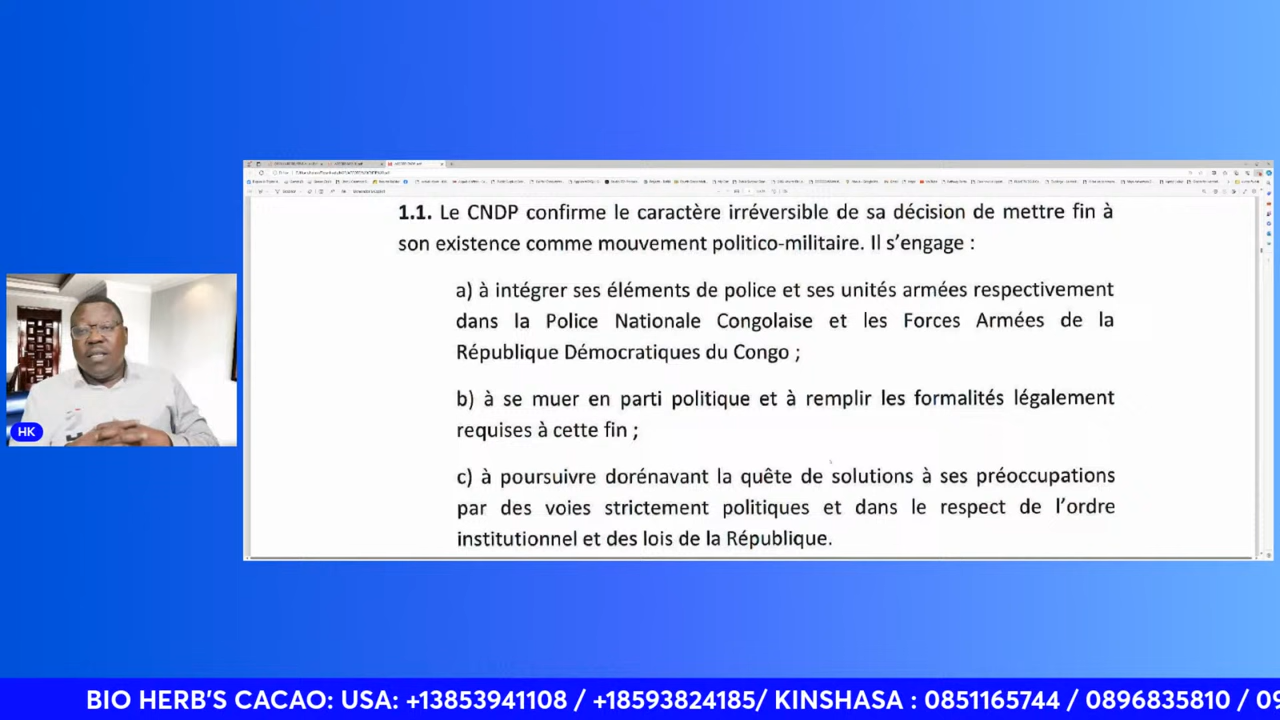 1.1. Le CNDP confirme le caractère irréversible de sa décision de mettre fin à
son existence comme mouvement politico-militaire. Il s'engage :
a) à intégrer ses éléments de police et ses unités armées respectivement
dans la Police Nationale Congolaise et les Forces Armées de la
République Démocratiques du Congo ;
b) à se muer en parti politique et à remplir les formalités légalement
requises à cette fin ;
c) à poursuivre dorénavant la quête de solutions à ses préoccupations
par des voies strictement politiques et dans le respect de l'ordre
institutionnel et des lois de la République.
HK
BIO HERB'S CACAO: USA: +13853941108 / +18593824185/ KINSHASA : 0851165744 / 0896835810 / 09